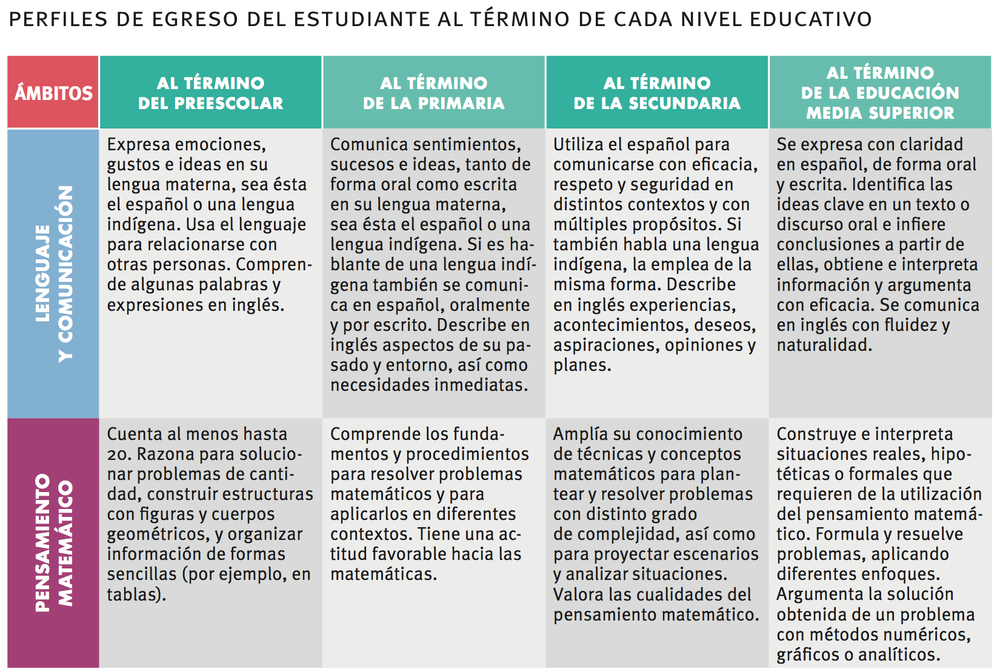 PERFILES DE EGRESO DEL ESTUDIANTE AL TÉRMINO DE CADA NIVEL EDUCATIVO
ÁMBITOS
AL TÉRMINO
DEL PREESCOLAR
AL TÉRMINO
DE LA PRIMARIA
AL TÉRMINO
DE LA SECUNDARIA
AL TÉRMINO
DE LA EDUCACIÓN
MEDIA SUPERIOR
LENGUAJE
Y COMUNICACIÓN
Expresa emociones,
gustos e ideas en su
lengua materna, sea ésta
el español o una lengua
indígena. Usa el lenguaje
para relacionarse con
otras personas. Compren-
de algunas palabras y
expresiones en inglés.
Comunica sentimientos,
sucesos e ideas, tanto de
forma oral como escrita
en su lengua materna,
sea ésta el español o una
lengua indígena. Si es ha-
blante de una lengua indí-
gena también se comuni-
ca en español, oralmente
y por escrito. Describe en
inglés aspectos de su pa-
sado y entorno, así como
necesidades inmediatas.
Utiliza el español para
comunicarse con eficacia,
respeto y seguridad en
distintos contextos y con
múltiples propósitos. Si
también habla una lengua
indígena, la emplea de la
misma forma. Describe
en inglés experiencias,
acontecimientos, deseos,
aspiraciones, opiniones y
planes.
Se expresa con claridad
en español, de forma oral
y escrita. Identifica las
ideas clave en un texto o
discurso oral e infiere
conclusiones a partir de
ellas, obtiene e interpreta
información y argumenta
con eficacia. Se comunica
en inglés con fluidez y
naturalidad.
PENSAMIENTO
MATEMÁTICO
Cuenta al menos hasta
20. Razona para solucio-
nar problemas de canti-
dad, construir estructuras
con figuras y cuerpos
geométricos, y organizar
información de formas
sencillas (por ejemplo, en
tablas).
Comprende los funda-
mentos y procedimientos
para resolver problemas
matemáticos y para
aplicarlos en diferentes
contextos. Tiene una ac-
titud favorable hacia las
matemáticas.
Amplía su conocimiento
de técnicas y conceptos
matemáticos para plan-
tear y resolver problemas
con distinto grado
de complejidad, así como
para proyectar escenarios
y analizar situaciones.
Valora las cualidades del
pensamiento matemático.
Construye e interpreta
situaciones reales, hipo-
téticas o formales que
requieren de la utilización
del pensamiento matemá-
tico. Formula y resuelve
problemas, aplicando
diferentes enfoques.
Argumenta la solución
obtenida de un problema
con métodos numéricos,
gráficos o analíticos.